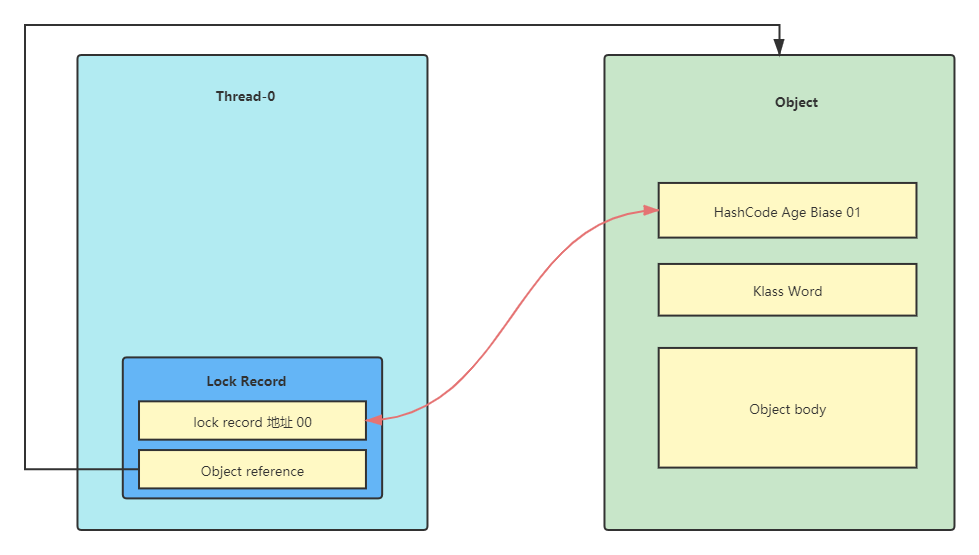 Thread-0
Lock Record
lock record 地址 00
Object reference
Object
HashCode Age Biase 01
Klass Word
Object body